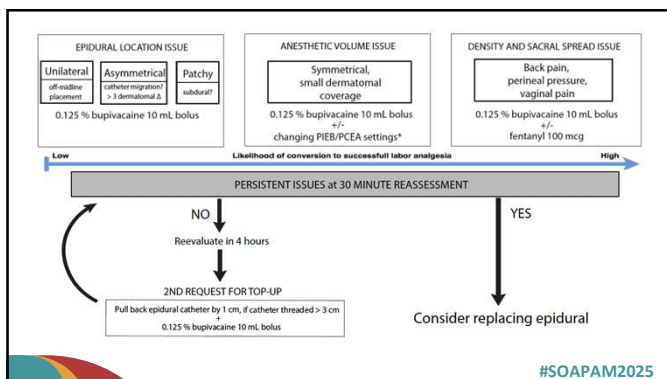 EPIDURAL LOCATION ISSUE
Unilateral
off-midline
placement
Asymmetrical
catheter migration?
> 3 dermatomal Δ
Patchy
subdural?
0.125 % bupivacaine 10 mL bolus
ANESTHETIC VOLUME ISSUE
Symmetrical,
small dermatomal
coverage
0.125 % bupivacaine 10 mL bolus
+/-
changing PIEB/PCEA settings*
DENSITY AND SACRAL SPREAD ISSUE
Back pain,
perineal pressure,
vaginal pain
0.125 % bupivacaine 10 mL bolus
+/-
fentanyl 100 mcg
Low
Likelihood of conversion to successfull labor analgesia
High
PERSISTENT ISSUES at 30 MINUTE REASSESSMENT
NO
YES
Reevaluate in 4 hours
2ND REQUEST FOR TOP-UP
Pull back epidural catheter by 1 cm, if catheter threaded > 3 cm
+
0.125 % bupivacaine 10 mL bolus
Consider replacing epidural
#SOAPAM2025